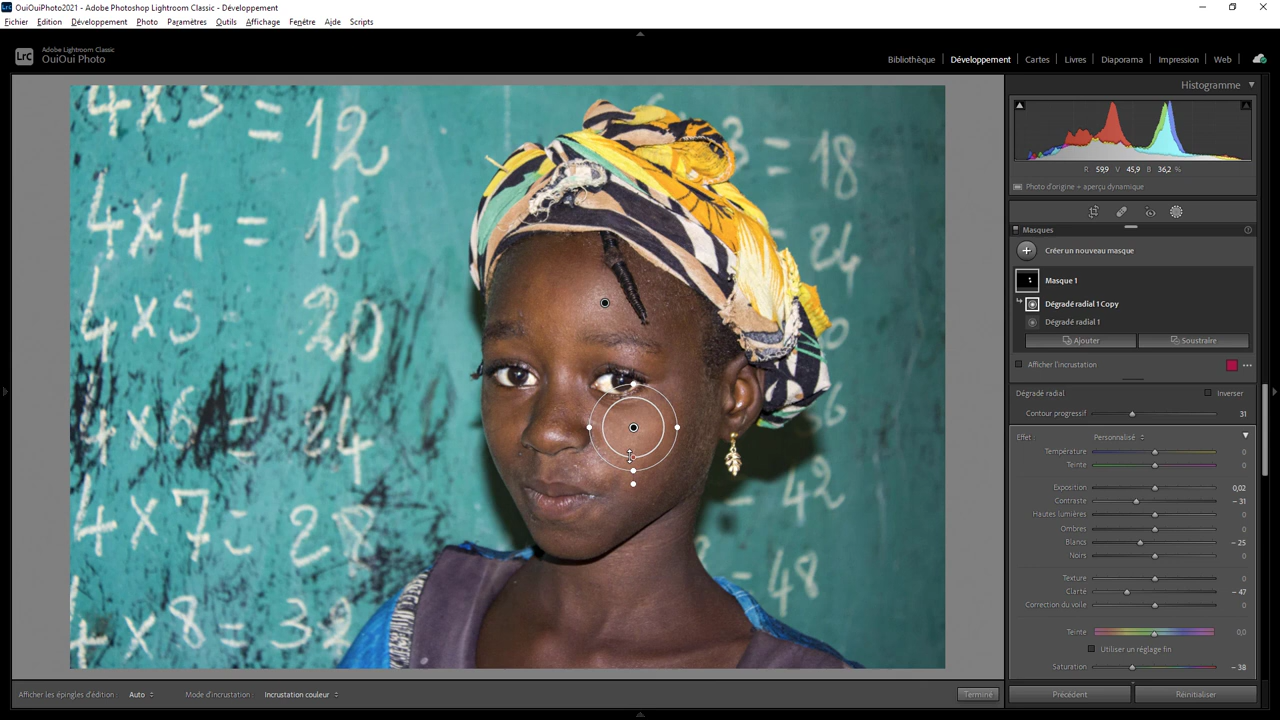 OuiOuiPhoto2021 - Adobe Photoshop Lightroom Classic - Développement
Fichier Edition Développement Photo Paramètres Outils Affichage Fenêtre Aide Scripts
Lrc
Adobe Lightroom Classic
OuiOui Photo
Bibliothèque Développement Cartes Livres Diaporama Impression Web
Histogramme
R 59,9 V 45,9 B 36,2 %
Photo d'origine + aperçu dynamique
Masques
Créer un nouveau masque
Masque 1
Dégradé radial 1 Copy
Dégradé radial 1
Ajouter Soustraire
Afficher l'incrustation
Dégradé radial Inverser
Contour progressif 31
Effet : Personnalisé
Température 0
Teinte 0
Exposition 0,02
Contraste - 31
Hautes lumières 0
Ombres 0
Blancs - 25
Noirs 0
Texture 0
Clarté - 47
Correction du voile 0
Teinte 0,0
Utiliser un réglage fin
Saturation - 38
Précédent Réinitialiser
4x3 = 12
4x4 = 16
4x5 20
4x6 = 24
4x7 = 28
4x8 = 32
3 = 18
24
0
6
- 42
- 48
Afficher les épingles d'édition : Auto Mode d'incrustation : Incrustation couleur Terminé